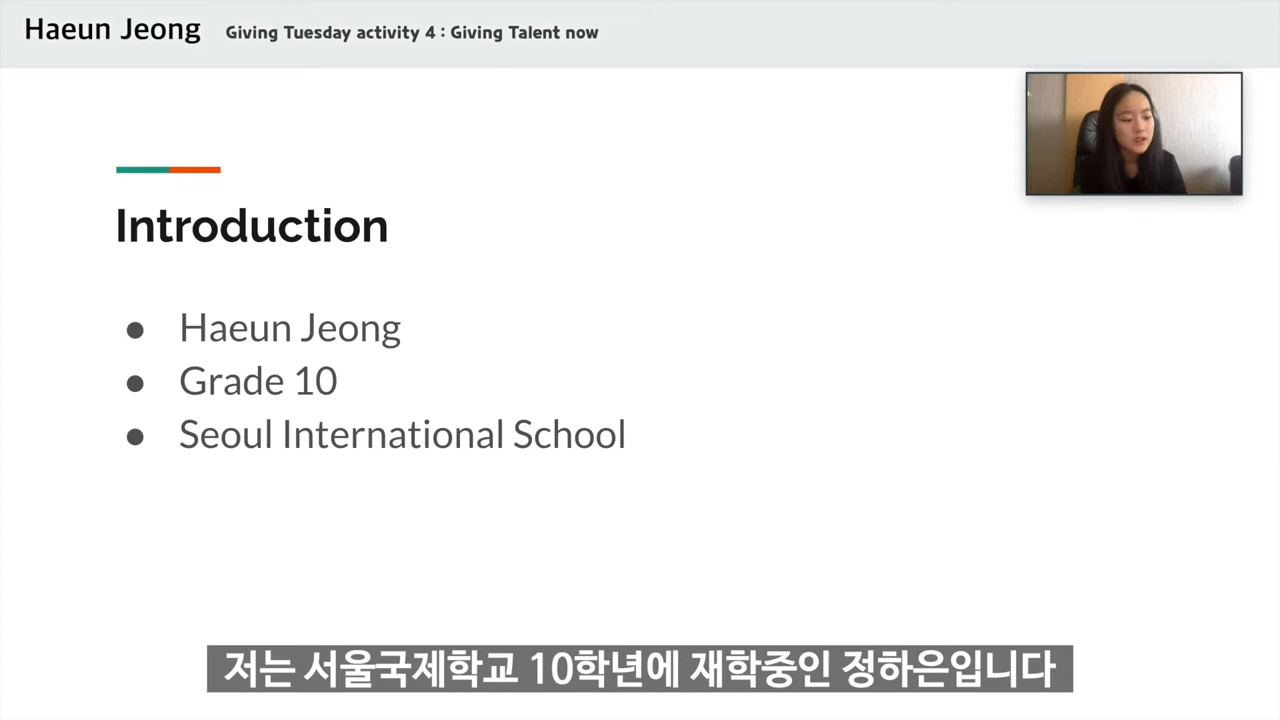 Haeun Jeong Giving Tuesday activity 4 : Giving Talent now
Introduction
● Haeun Jeong
● Grade 10
● Seoul International School
저는 서울국제학교 10학년에 재학중인 정하은입니다